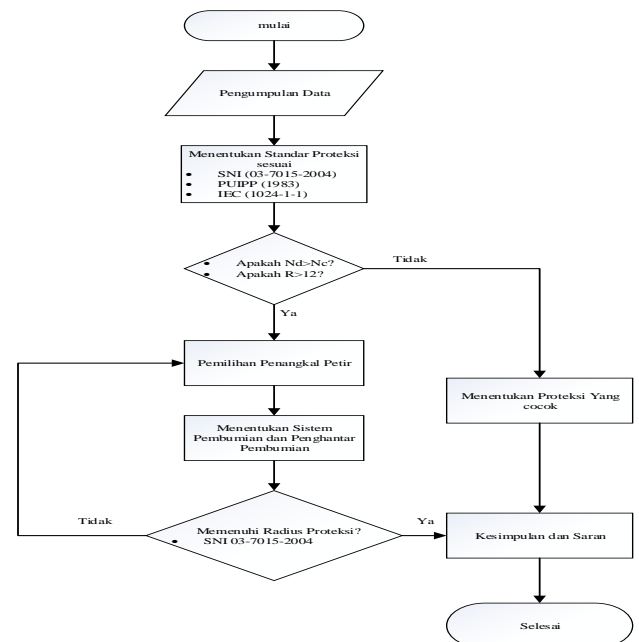 mulai
Pengumpulan Data
Menentukan Standar Proteksi
sesuai
• SNI (03-7015-2004)
• PUIPP (1983)
• IEC (1024-1-1)
• Apakah Nd>Nc?
• Apakah R>12?
Tidak
Ya
Pemilihan Penangkal Petir
Menentukan Proteksi Yang
cocok
Menentukan Sistem
Pembumian dan Penghantar
Pembumian
Tidak
Memenuhi Radius Proteksi?
• SNI 03-7015-2004
Ya
Kesimpulan dan Saran
Selesai